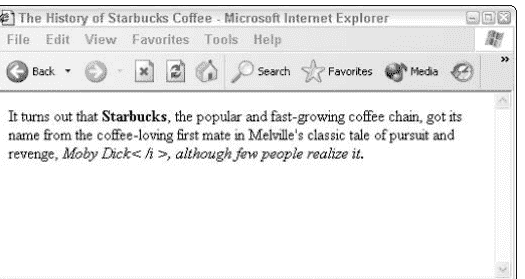 The History of Starbucks Coffee - Microsoft Internet Explorer
File Edit View Favorites Tools Help
Back Search Favorites Media »
It turns out that Starbucks, the popular and fast-growing coffee chain, got its
name from the coffee-loving first mate in Melville's classic tale of pursuit and
revenge, Moby Dick< /i >, although few people realize it.